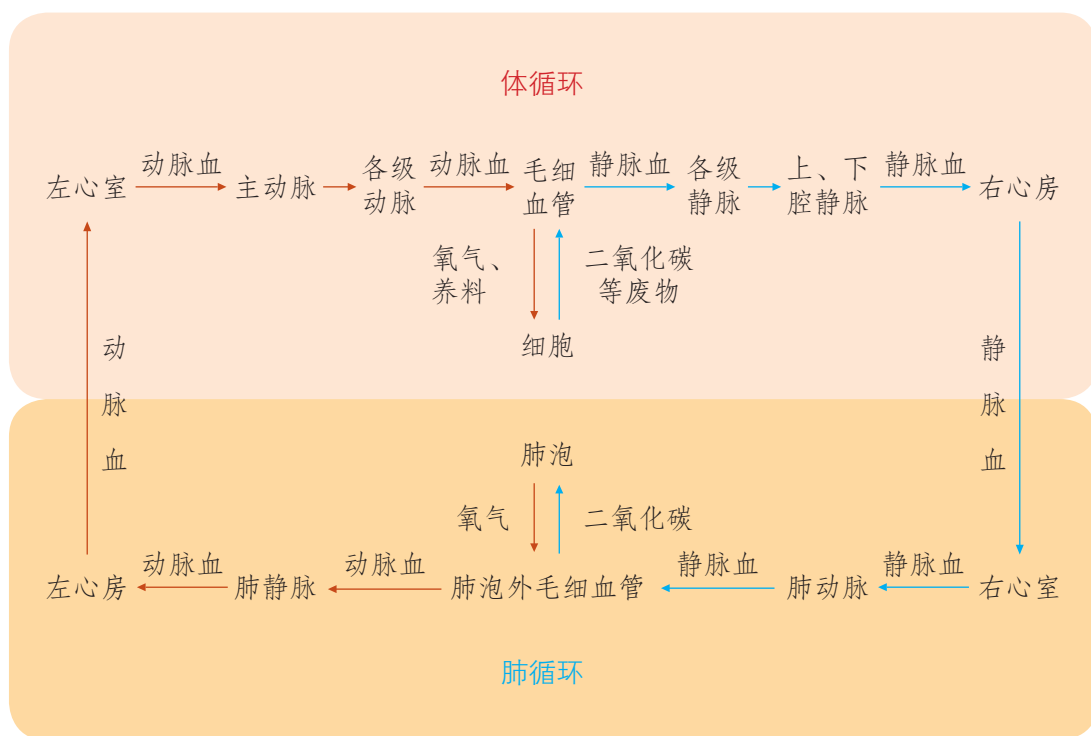 体循环
动脉血 动脉血 静脉血 静脉血
左心室 主动脉 各级 毛细 各级 上、下 右心房
动脉 血管 静脉 腔静脉
氧气、 二氧化碳
养料 等废物
细胞
动 静
脉 脉
血 血
肺泡
氧气 二氧化碳
动脉血 动脉血 静脉血 静脉血
左心房 肺静脉 肺泡外毛细血管 肺动脉 右心室
肺循环